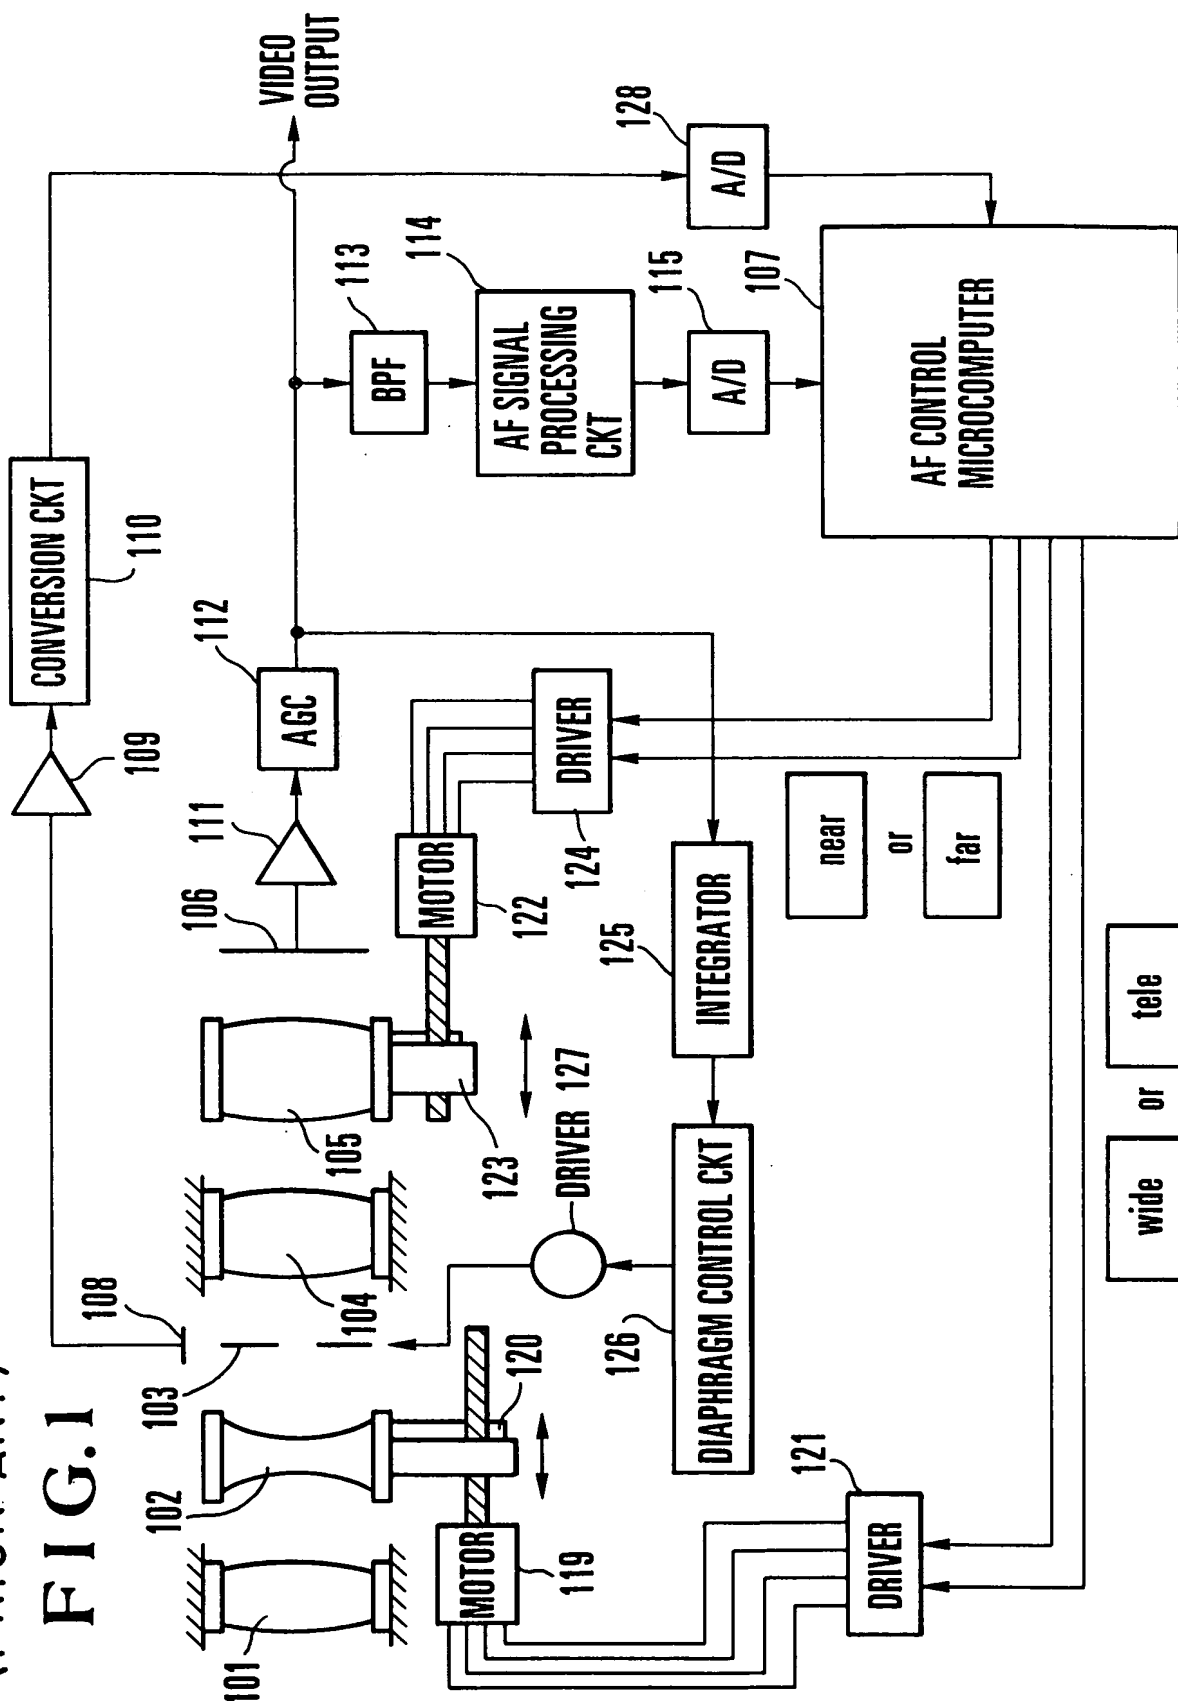 FIG.1
101
102
103
108
104
105
106
109
CONVERSION CKT
110
111
AGC
112
VIDEO
OUTPUT
MOTOR
119
120
123
MOTOR
122
DRIVER
124
BPF
113
AF SIGNAL
PROCESSING
CKT
114
A/D
115
A/D
128
DRIVER 127
DIAPHRAGM CONTROL CKT
126
INTEGRATOR
125
AF CONTROL
MICROCOMPUTER
107
near
or
far
DRIVER
121
wide
or
tele